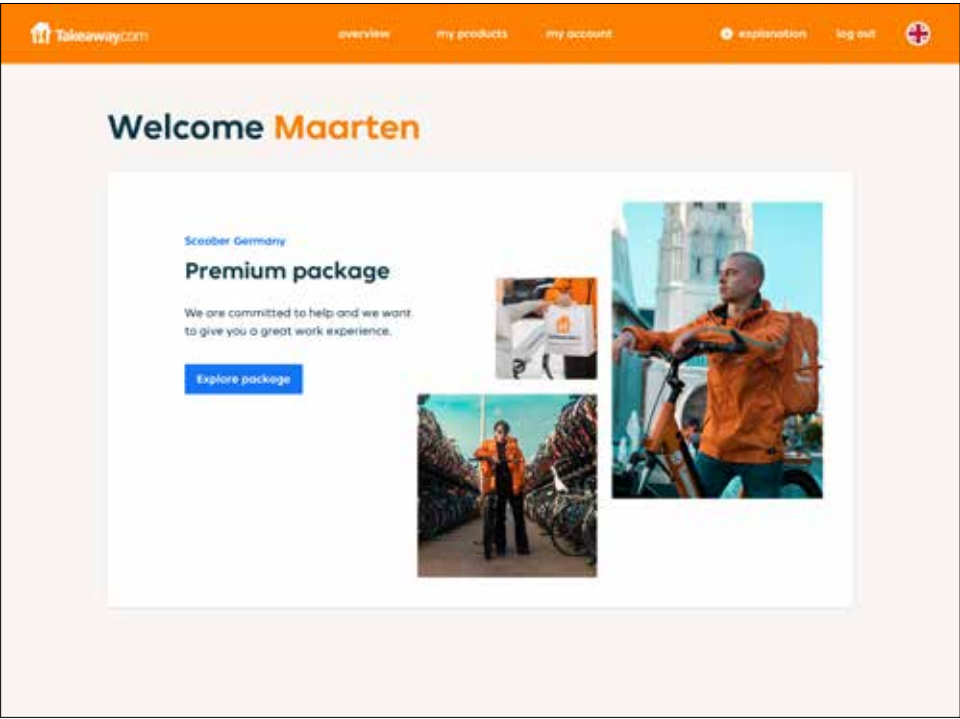 Takeaway.com
overview
my products
my account
explanation
log out
Welcome Maarten
Scoober Germany
Premium package
We are committed to help and we want
to give you a great work experience.
Explore package